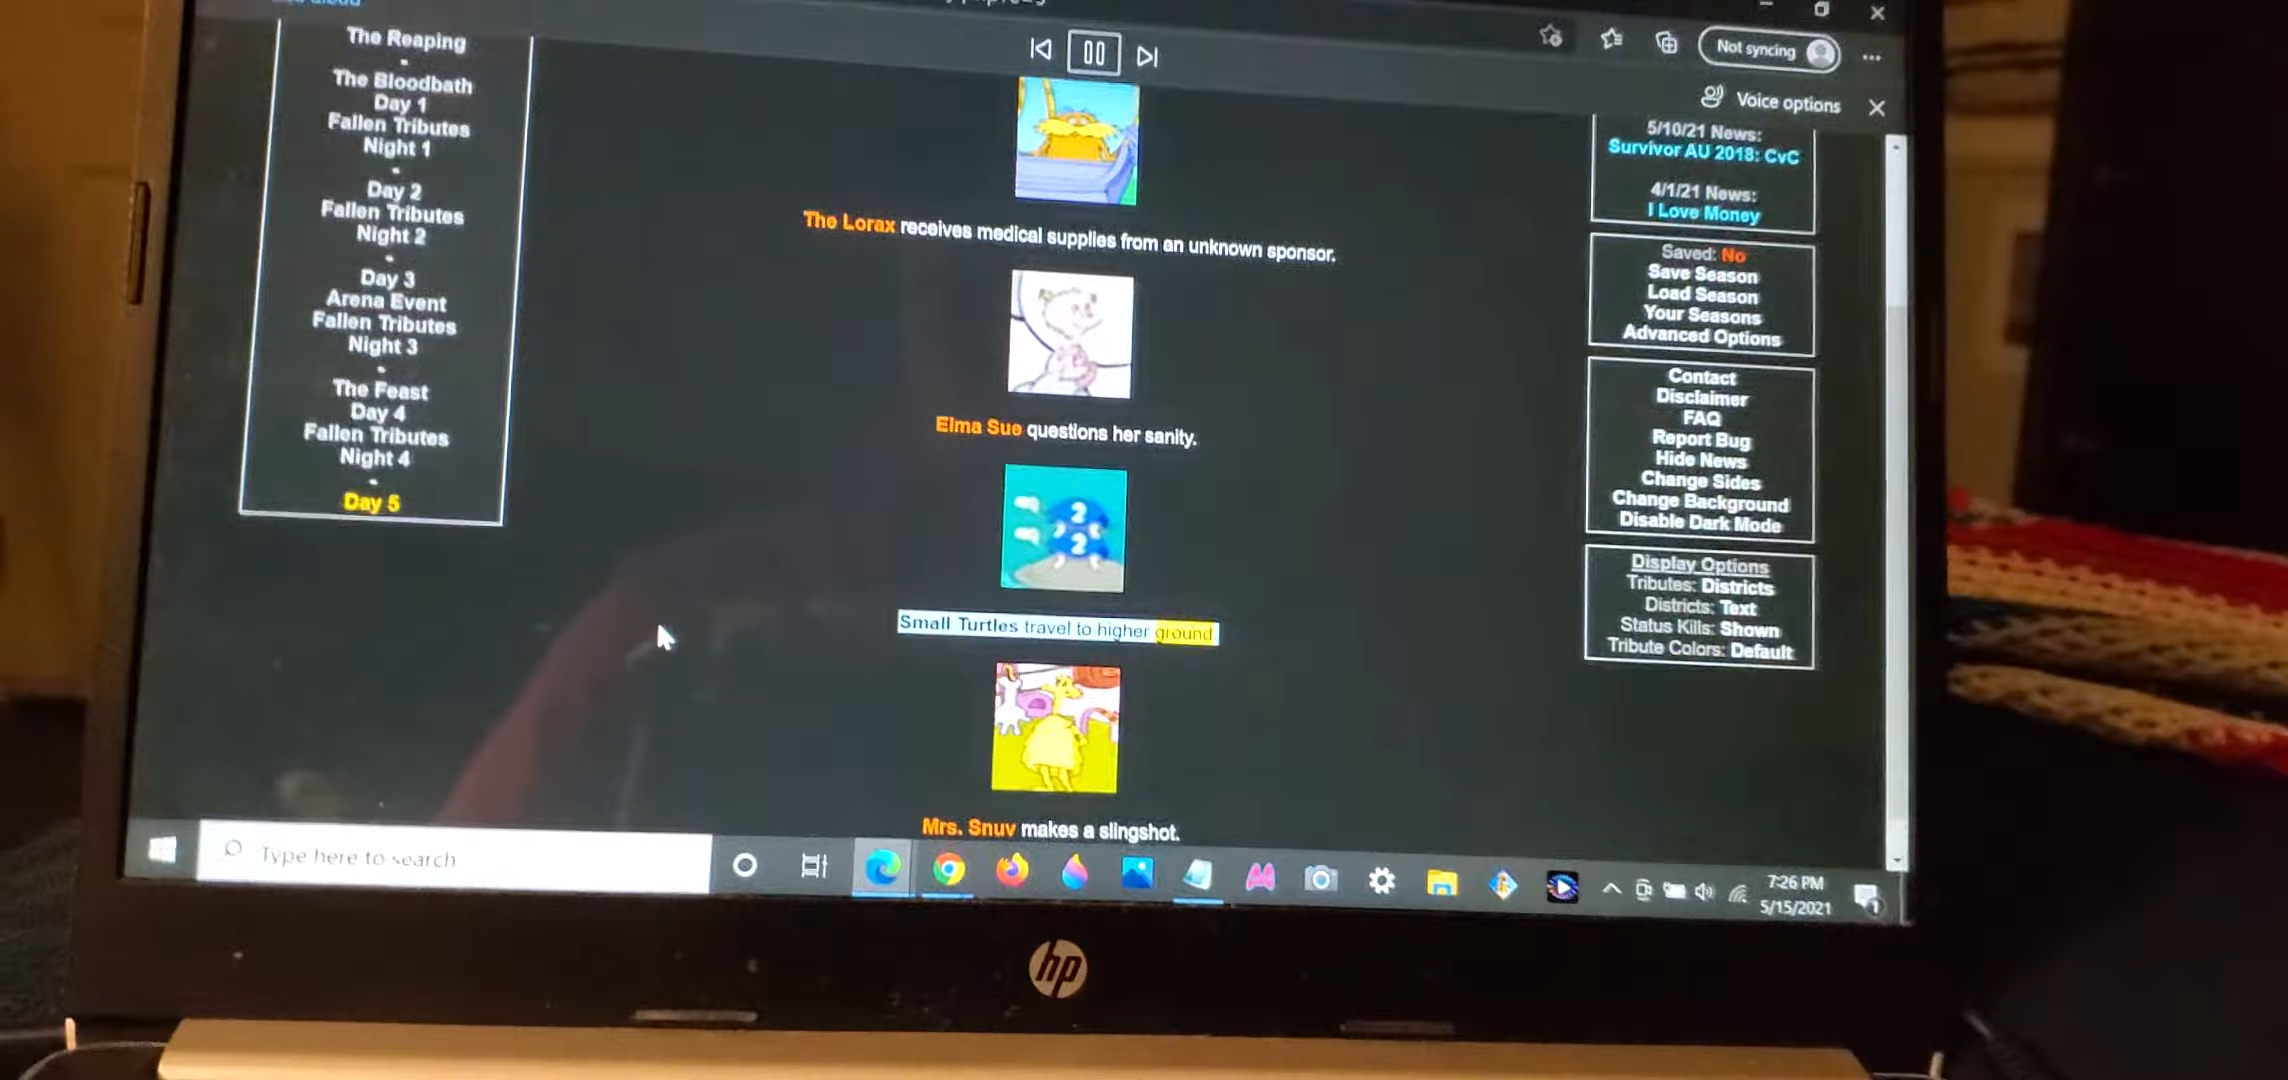 The Reaping
-
The Bloodbath
Day 1
Fallen Tributes
Night 1
-
Day 2
Fallen Tributes
Night 2
-
Day 3
Arena Event
Fallen Tributes
Night 3
-
The Feast
Day 4
Fallen Tributes
Night 4
-
Day 5
Not syncing
Voice options
The Lorax receives medical supplies from an unknown sponsor.
Elma Sue questions her sanity.
2
2
Small Turtles travel to higher ground.
Mrs. Snuv makes a slingshot.
5/10/21 News:
Survivor AU 2018: CvC
4/1/21 News:
I Love Money
Saved: No
Save Season
Load Season
Your Seasons
Advanced Options
Contact
Disclaimer
FAQ
Report Bug
Hide News
Change Sides
Change Background
Disable Dark Mode
Display Options
Tributes: Districts
Districts: Text
Status Kills: Shown
Tribute Colors: Default
Type here to search
7:26 PM
5/15/2021
1
hp